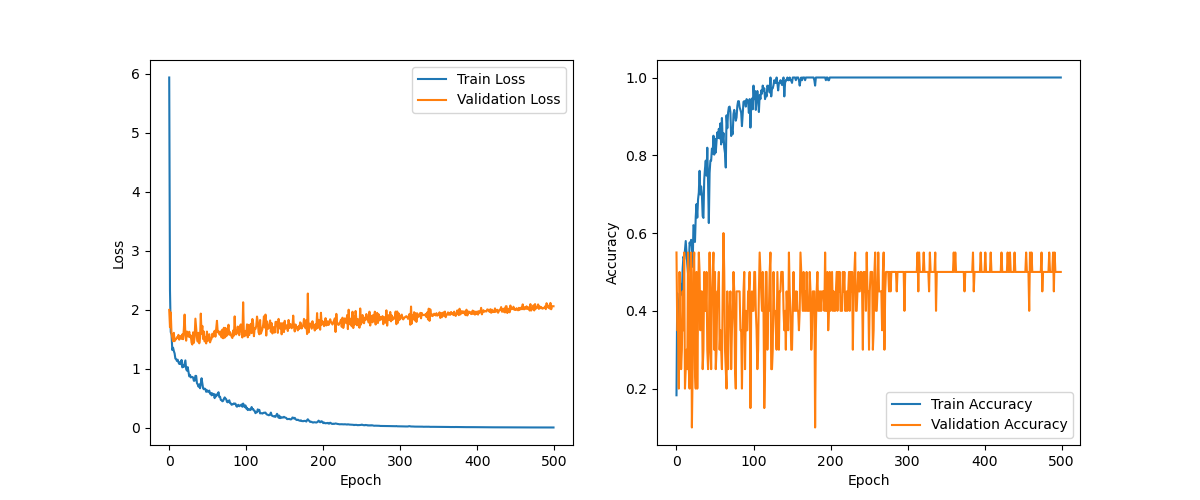 Train Loss
Validation Loss
6
5
4
3
2
1
0
Loss
0 100 200 300 400 500
Epoch
Train Accuracy
Validation Accuracy
1.0
0.8
0.6
0.4
0.2
Accuracy
0 100 200 300 400 500
Epoch